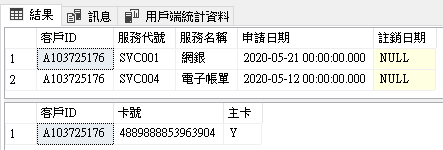 結果 訊息 用戶端統計資料
客戶ID 服務代號 服務名稱 申請日期 註銷日期
1 A103725176 SVC001 網銀 2020-05-21 00:00:00.000 NULL
2 A103725176 SVC004 電子帳單 2020-05-12 00:00:00.000 NULL
客戶ID 卡號 主卡
1 A103725176 4889888853963904 Y